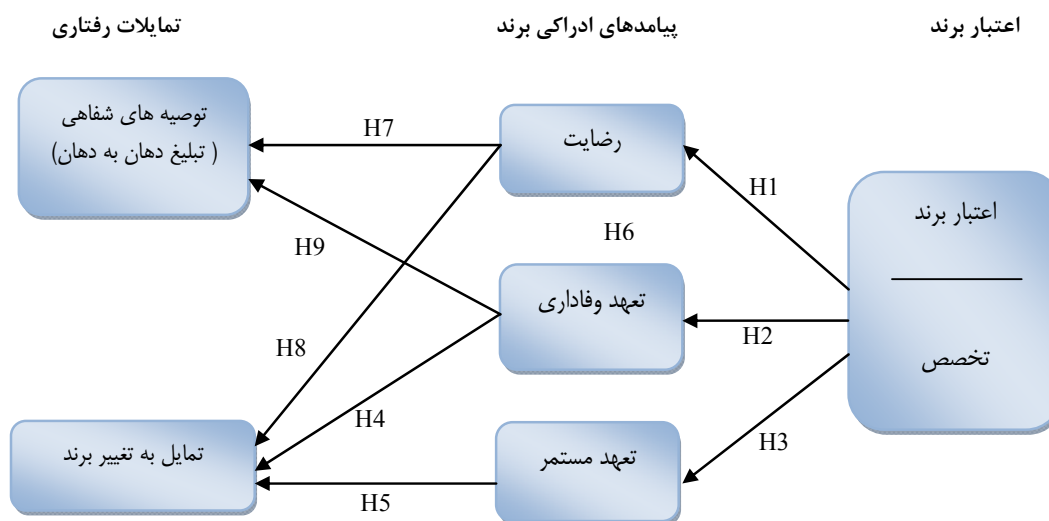 اعتبار برند
پیامدهای ادراکی برند
تمایلات رفتاری
اعتبار برند
تخصص
H1
H2
H3
رضایت
H6
تعهد وفاداری
تعهد مستمر
H7
H9
H8
H4
H5
توصیه های شفاهی
( تبلیغ دهان به دهان)
تمایل به تغییر برند